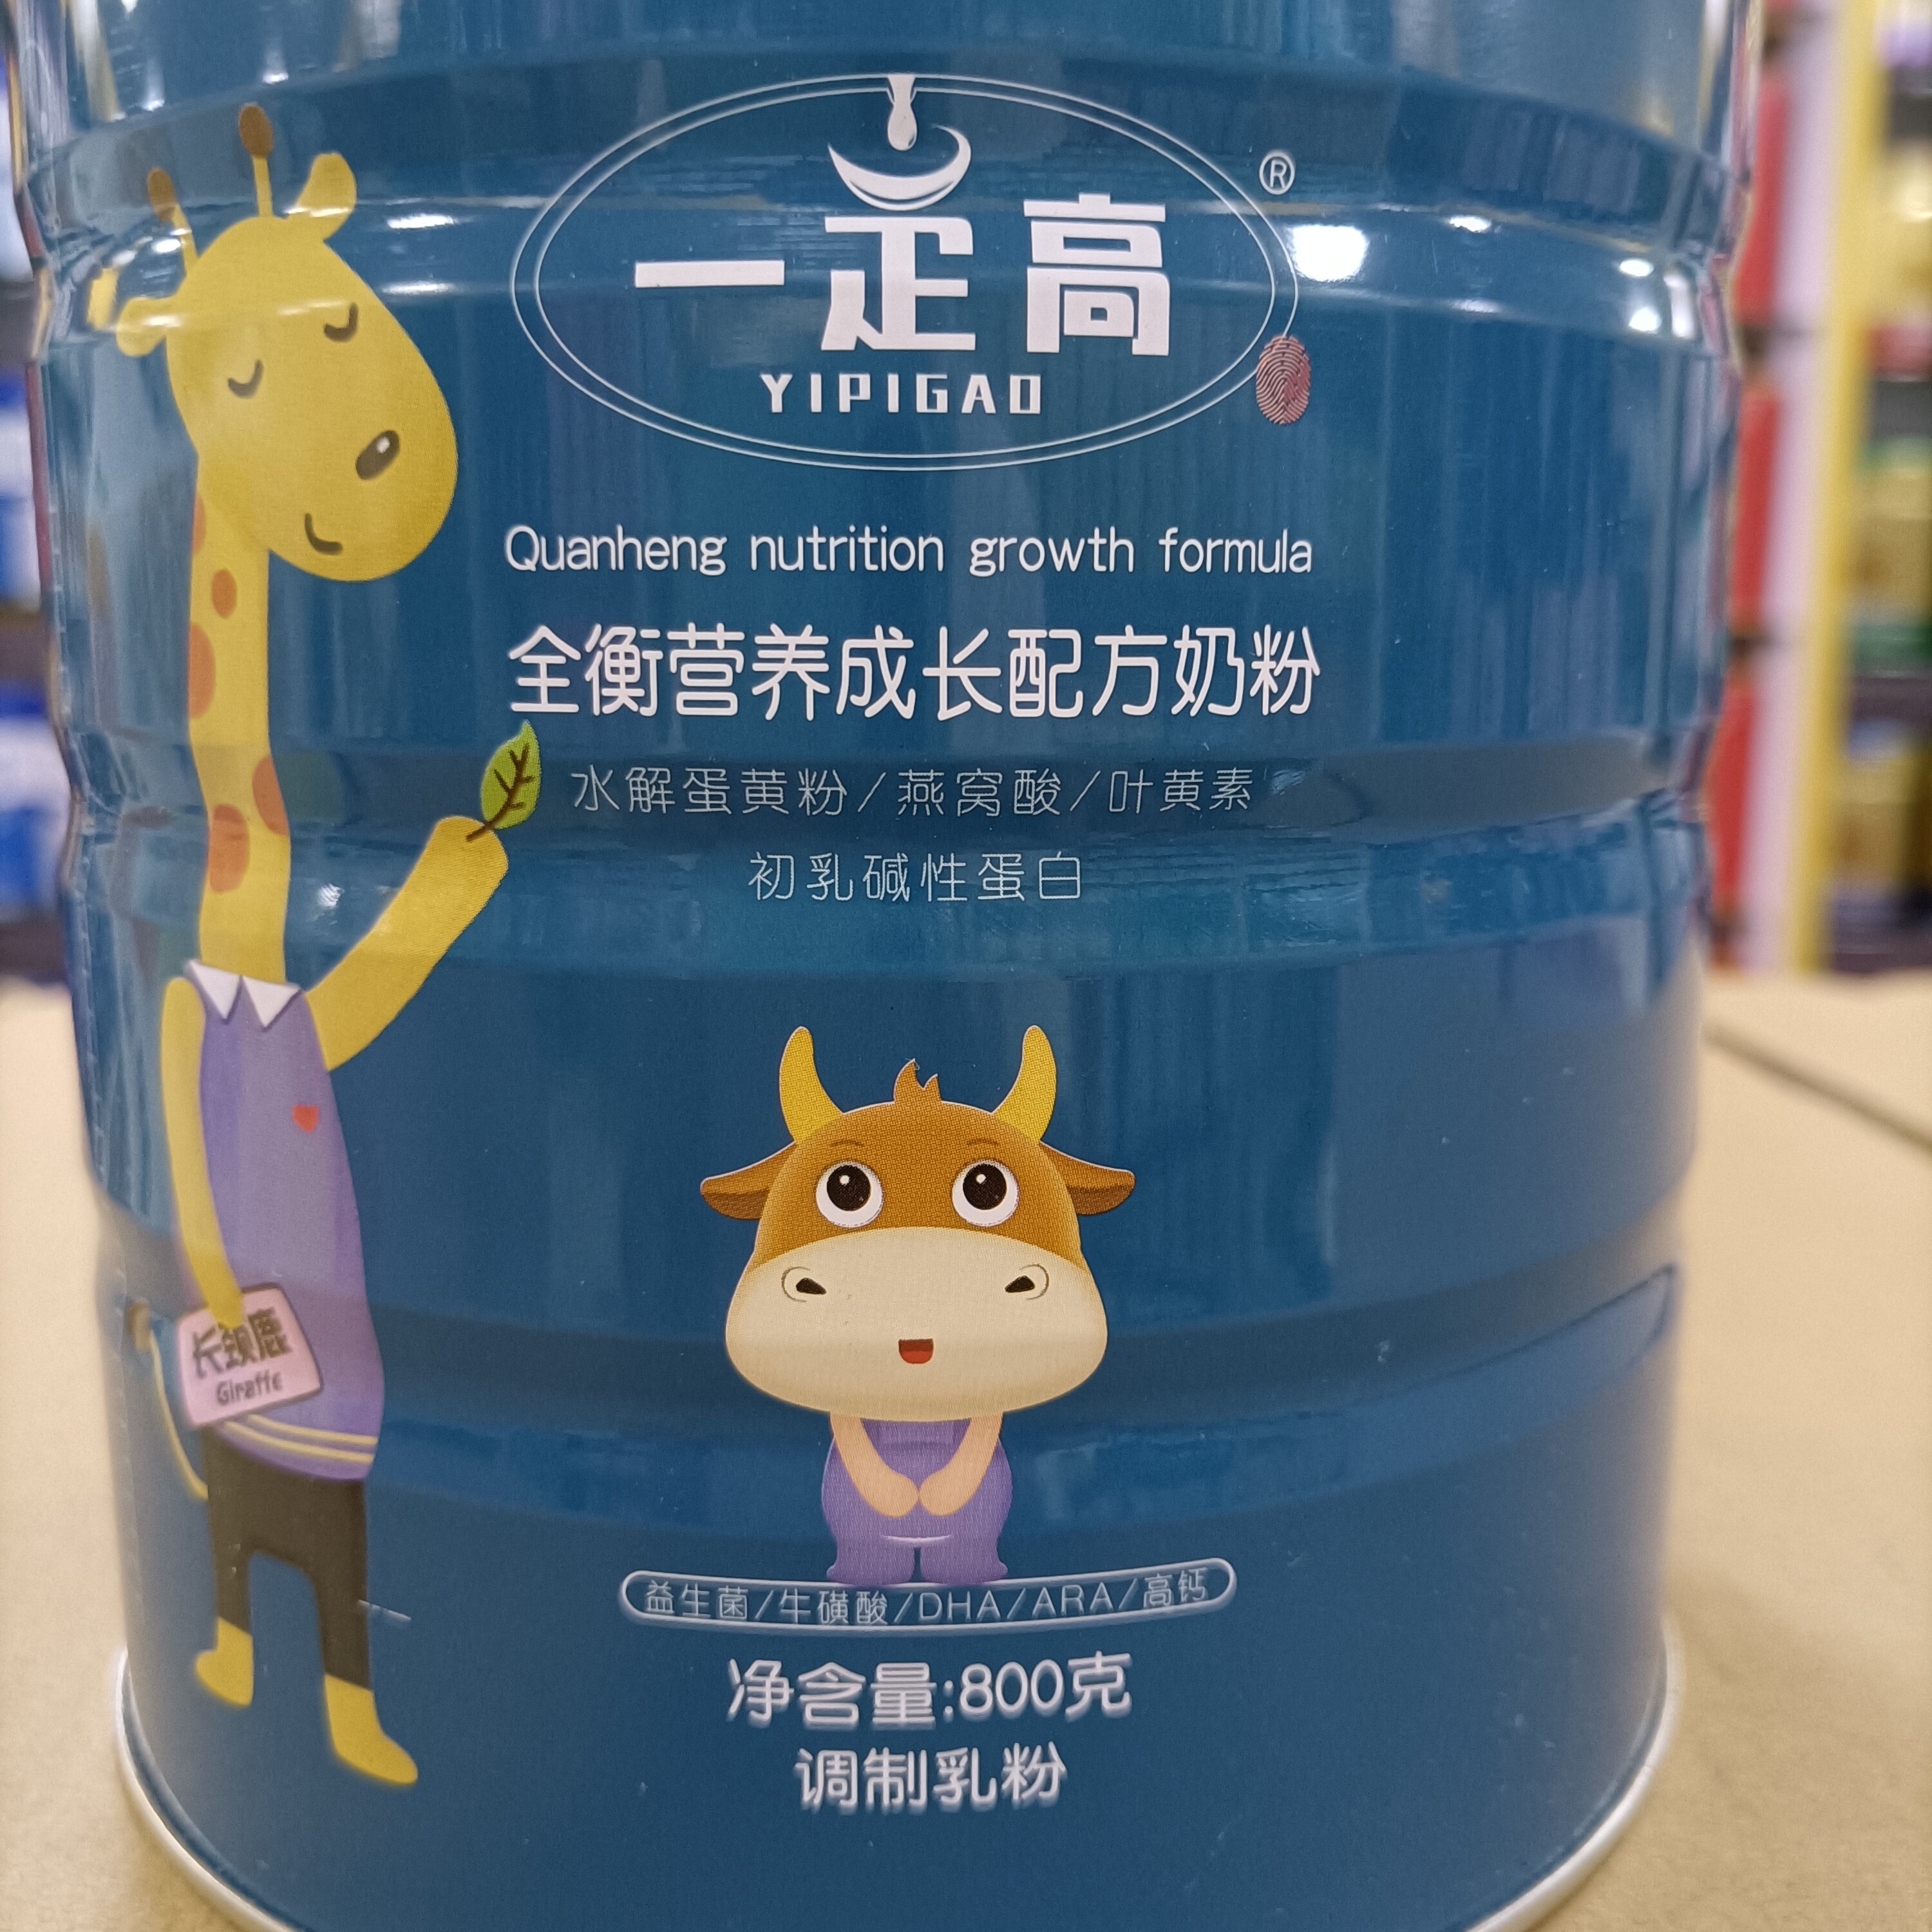 一疋高
®
YIPIGAO
Quanheng nutrition growth formula
全衡营养成长配方奶粉
水解蛋黄粉/燕窝酸/叶黄素
初乳碱性蛋白
长颈鹿
Giraffe
益生菌/牛磺酸/DHA/ARA/高钙
净含量:800克
调制乳粉